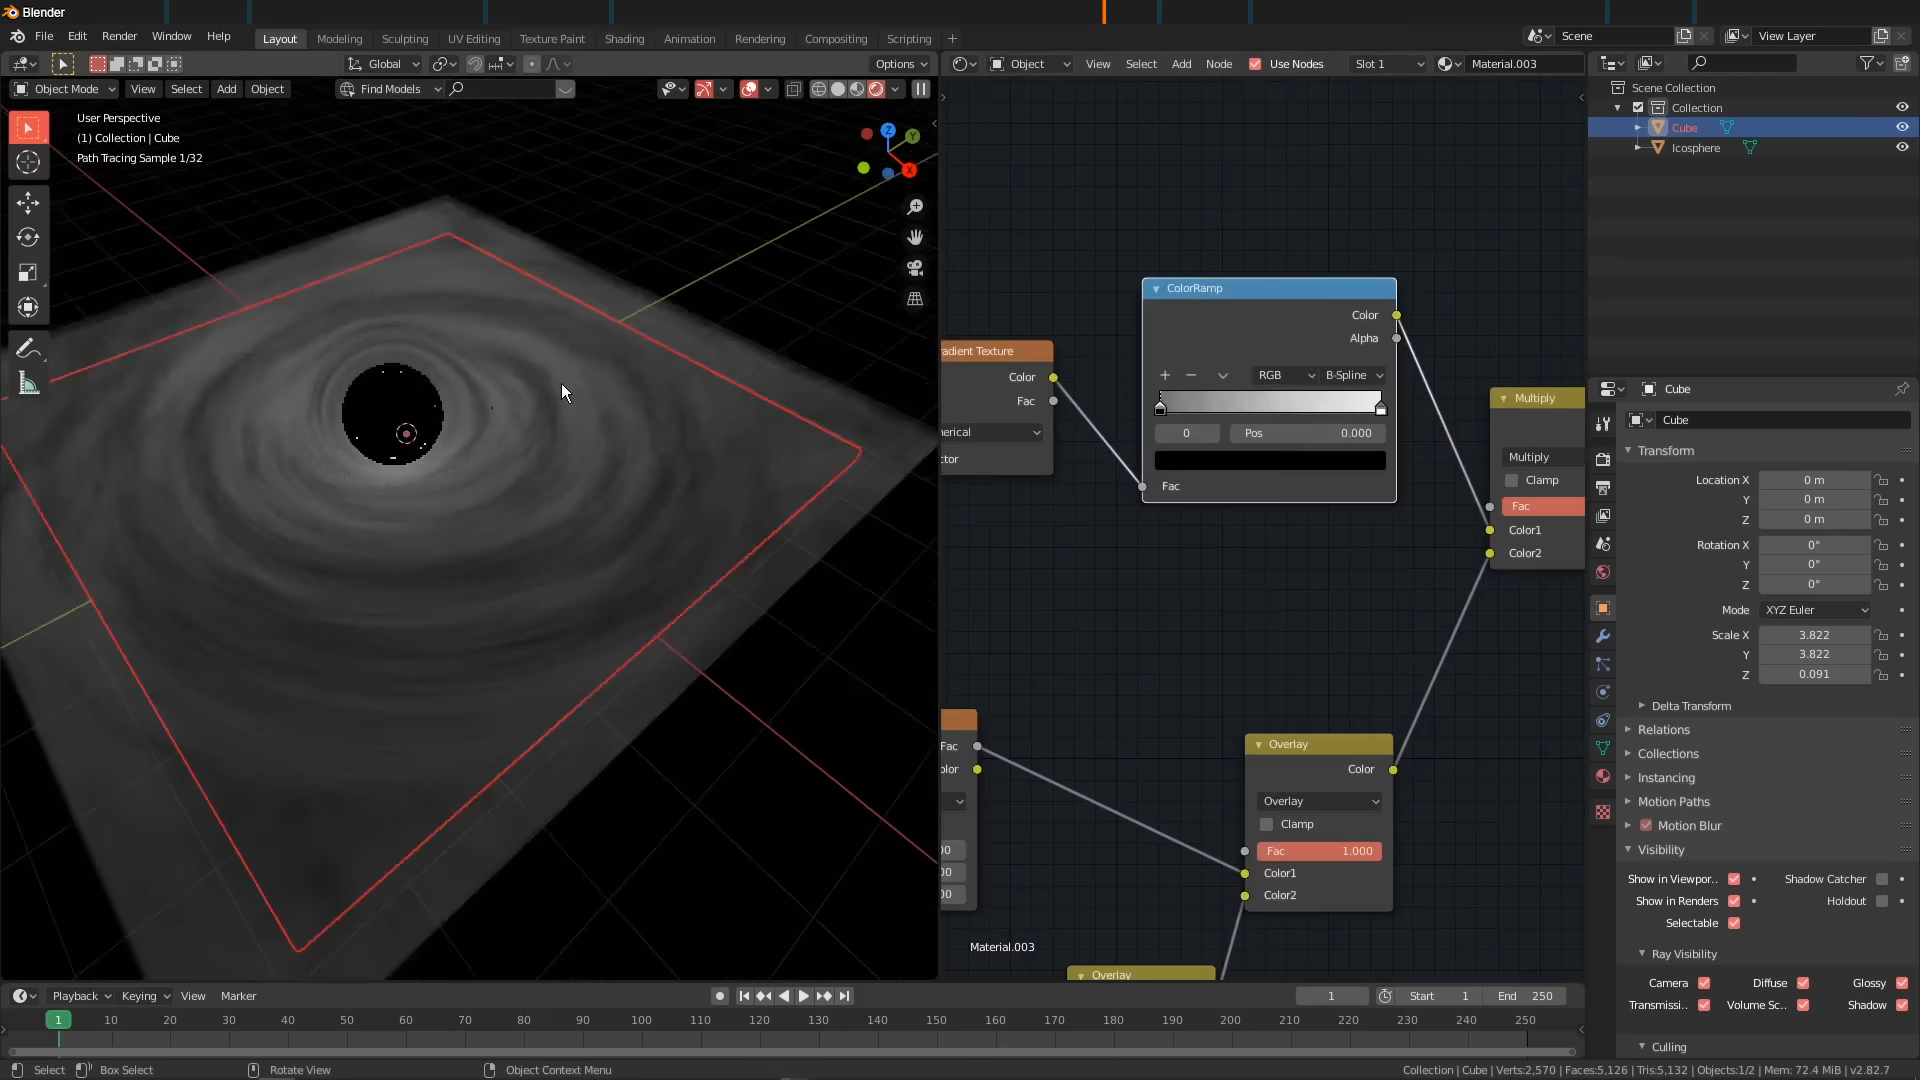 Blender
File Edit Render Window Help
Layout Modeling Sculpting UV Editing Texture Paint Shading Animation Rendering Compositing Scripting +
Scene
View Layer
Global
Options
Object View Select Add Node Use Nodes Slot 1 Material.003
Object Mode View Select Add Object Find Models
User Perspective
(1) Collection | Cube
Path Tracing Sample 1/32
Z
Y
X
ColorRamp
Color
Alpha
RGB B-Spline
0 Pos 0.000
Fac
radient Texture
Color
Fac
erical
ctor
Multiply
Multiply
Clamp
Fac
Color1
Color2
Fac
olor
00
00
00
Overlay
Color
Overlay
Clamp
Fac 1.000
Color1
Color2
Material.003
Overlay
Scene Collection
Collection
Cube
Icosphere
Cube
Cube
Transform
Location X 0 m
Y 0 m
Z 0 m
Rotation X 0°
Y 0°
Z 0°
Mode XYZ Euler
Scale X 3.822
Y 3.822
Z 0.091
Delta Transform
Relations
Collections
Instancing
Motion Paths
Motion Blur
Visibility
Show in Viewpor.. Shadow Catcher
Show in Renders Holdout
Selectable
Ray Visibility
Camera Diffuse Glossy
Transmissi.. Volume Sc.. Shadow
Culling
Playback Keying View Marker
1 Start 1 End 250
1 10 20 30 40 50 60 70 80 90 100 110 120 130 140 150 160 170 180 190 200 210 220 230 240 250
Select Box Select Rotate View Object Context Menu
Collection | Cube | Verts:2,570 | Faces:5,126 | Tris:5,132 | Objects:1/2 | Mem: 72.4 MiB | v2.82.7